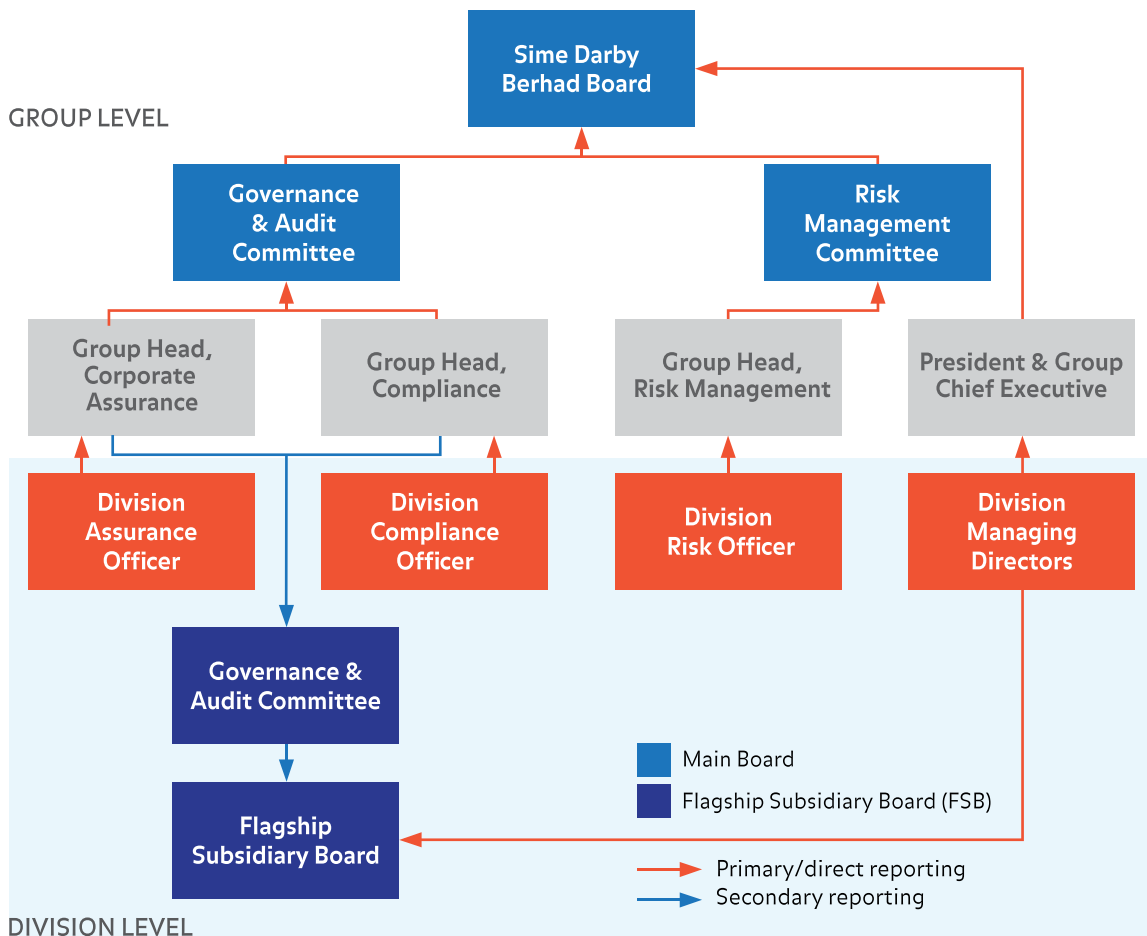 Sime Darby
Berhad Board
GROUP LEVEL
Governance
& Audit
Committee
Risk
Management
Committee
Group Head,
Corporate
Assurance
Group Head,
Compliance
Group Head,
Risk Management
President & Group
Chief Executive
Division
Assurance
Officer
Division
Compliance
Officer
Division
Risk Officer
Division
Managing
Directors
Governance &
Audit Committee
Flagship
Subsidiary Board
Main Board
Flagship Subsidiary Board (FSB)
Primary/direct reporting
Secondary reporting
DIVISION LEVEL